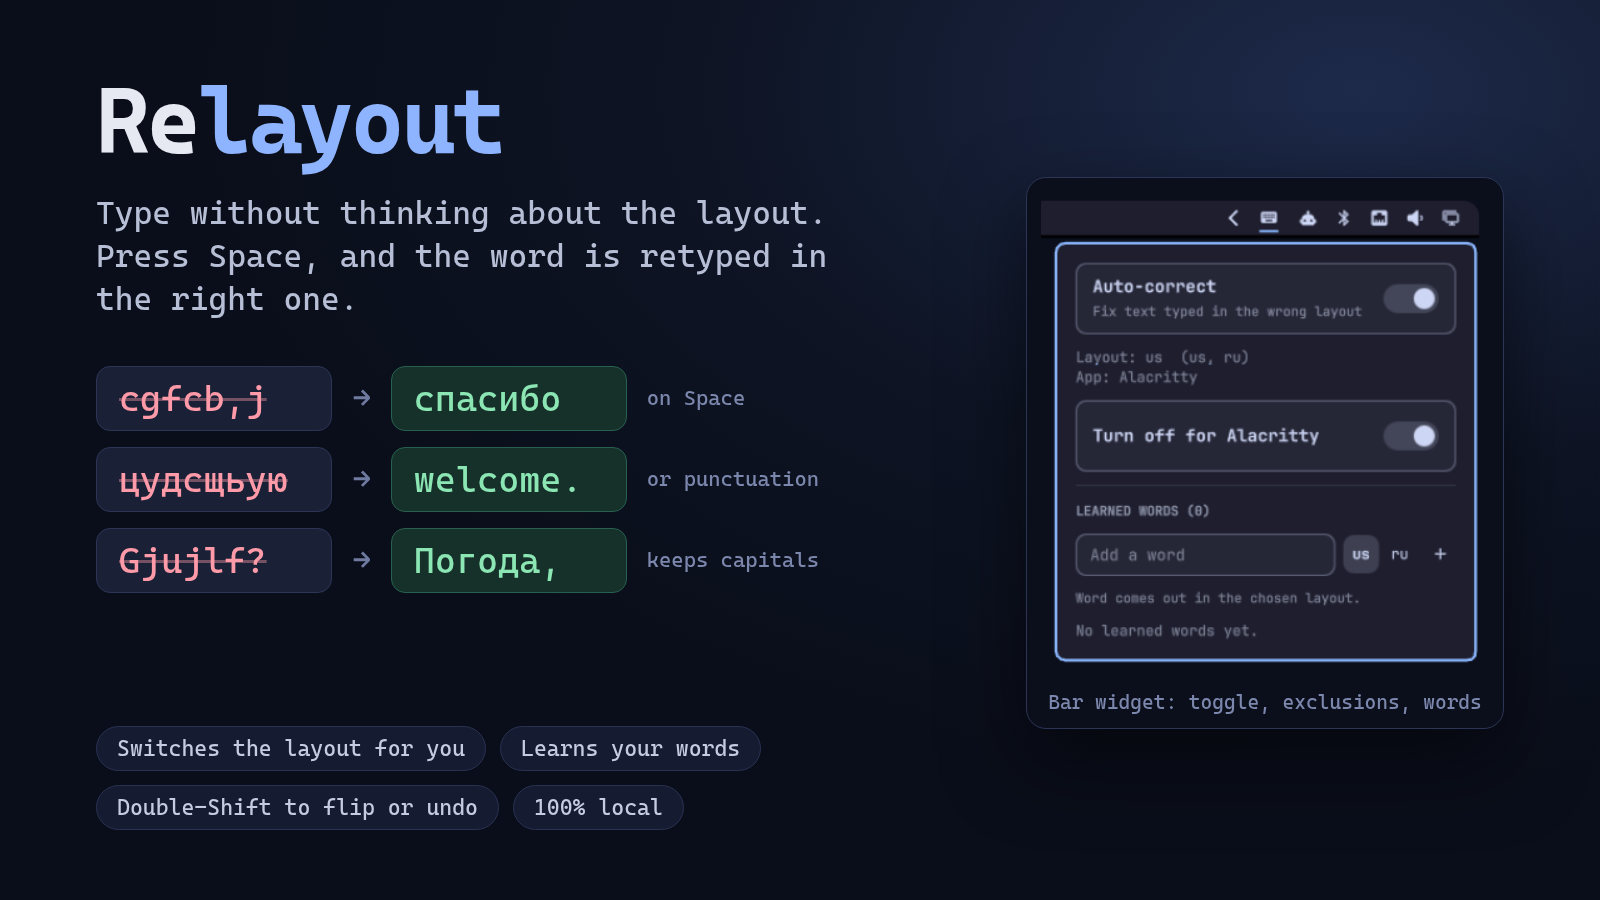 Relayout
Type without thinking about the layout.
Press Space, and the word is retyped in
the right one.
cgfcb,j → спасибо on Space
цудсщьую → welcome. or punctuation
Gjujlf? → Погода, keeps capitals
Switches the layout for you
Learns your words
Double-Shift to flip or undo
100% local
Auto-correct
Fix text typed in the wrong layout
Layout: us (us, ru)
App: Alacritty
Turn off for Alacritty
LEARNED WORDS (0)
Add a word us ru +
Word comes out in the chosen layout.
No learned words yet.
Bar widget: toggle, exclusions, words